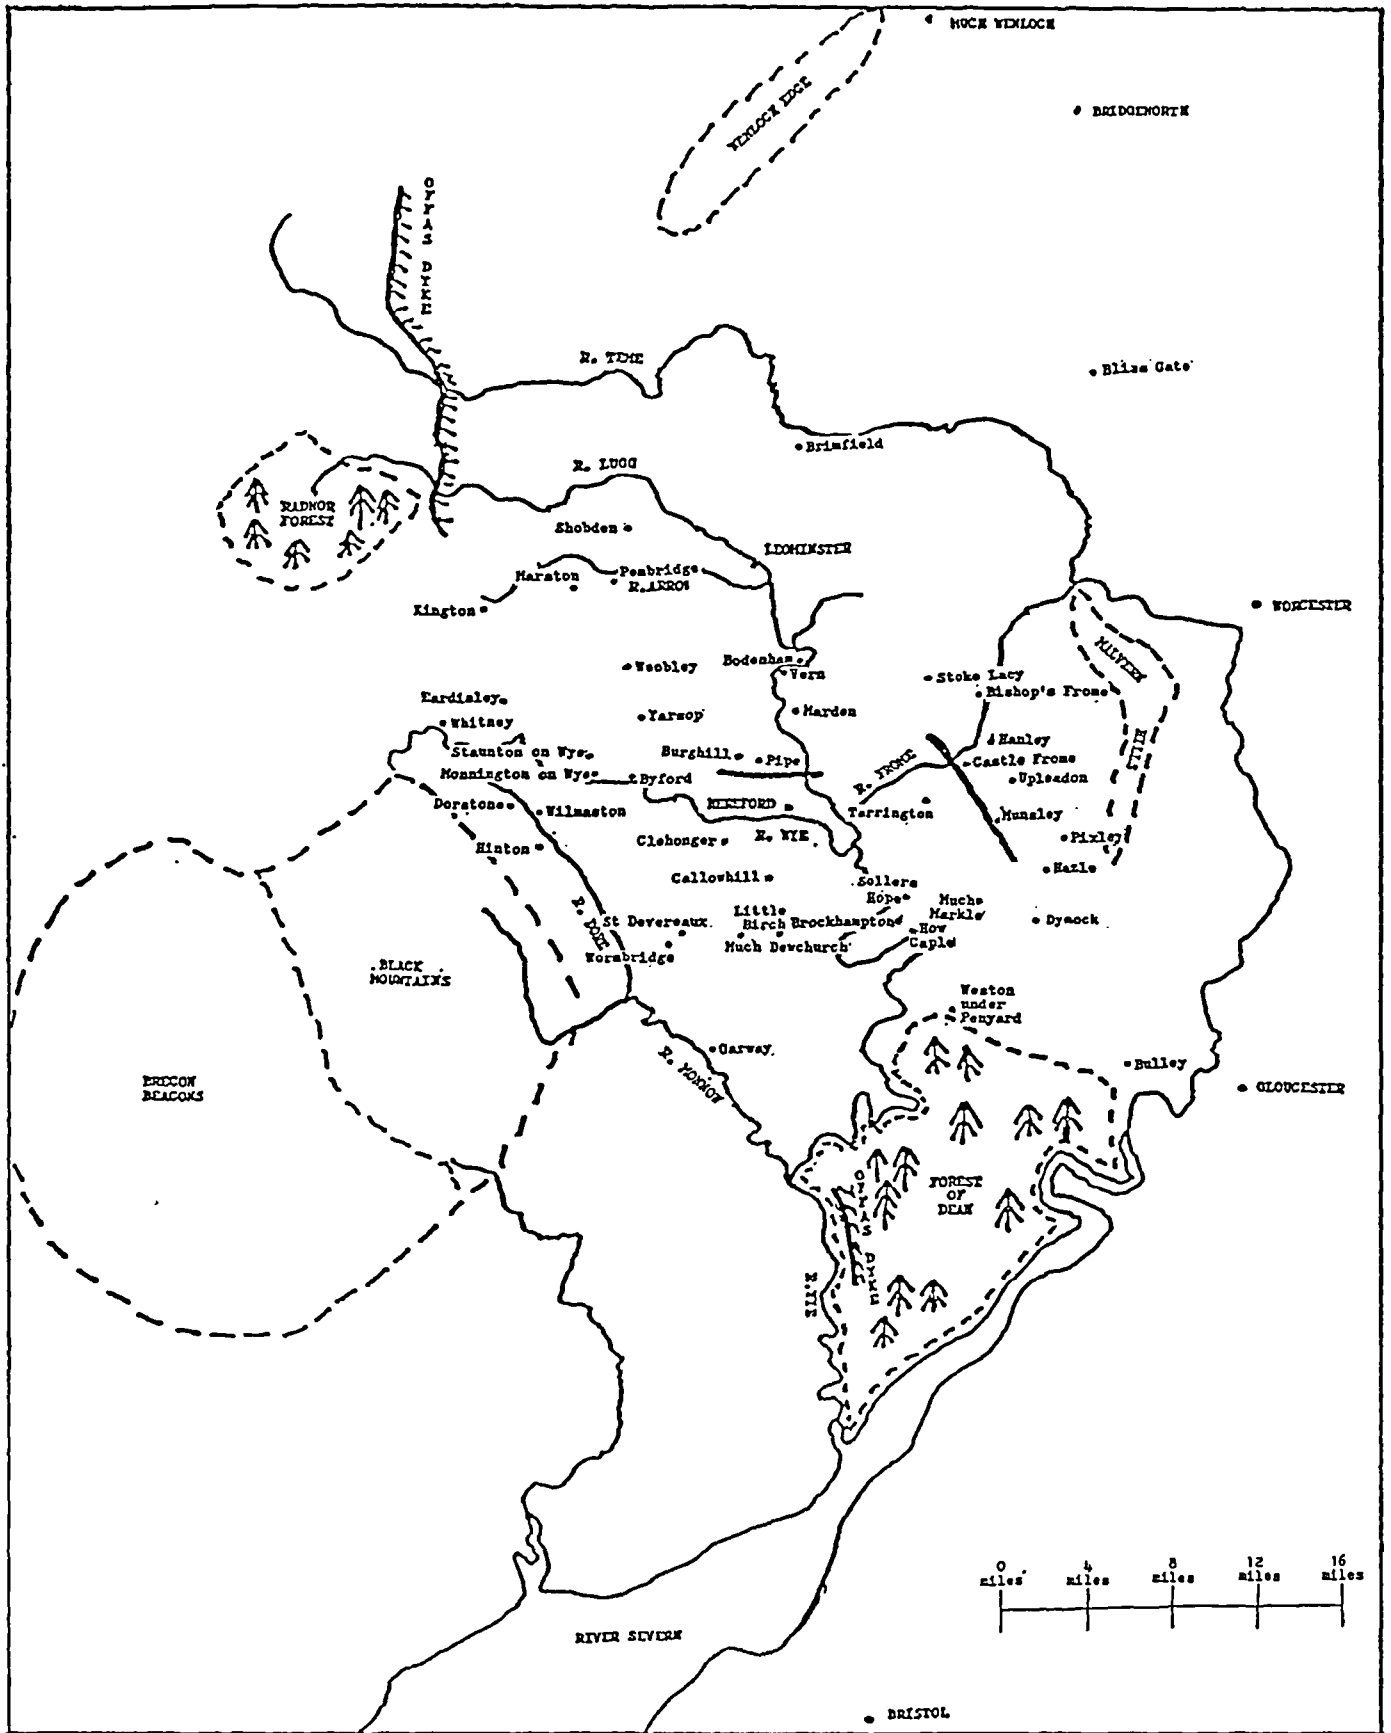 MUCH WENLOCK
WENLOCK EDGE
BRIDGENORTH
OFFAS DYKE
R. TEME
Bliss Gate
Brimfield
R. LUGG
RADNOR
FOREST
Shobden
LEOMINSTER
Marston
Pembridge
R. ARROW
Kington
WORCESTER
MALVERN
HILLS
Weobley
Bodenham
Vern
Stoke Lacy
Bishop's Frome
Eardisley
Whitney
Yarsop
Marden
Staunton on Wye
Burghill
Pipe
Hanley
Castle Frome
Monnington on Wye
Byford
R. FROME
Upleadon
Dorstone
Wilmaston
HEREFORD
Tarrington
Munsley
Hinton
Clehonger
R. WYE
Pixley
Hazle
Callowhill
Sollers
Hope
Much
Markle
R. DORE
St Devereaux
Little
Birch
Brockhampton
How
Caple
Dymock
Wormbridge
Much Dewchurch
BLACK
MOUNTAINS
Weston
under
Penyard
Garway
R. MONNOW
Bulley
BRECON
BEACONS
GLOUCESTER
FOREST
OF
DEAN
OFFAS DYKE
R. WYE
0
miles
4
miles
8
miles
12
miles
16
miles
RIVER SEVERN
BRISTOL